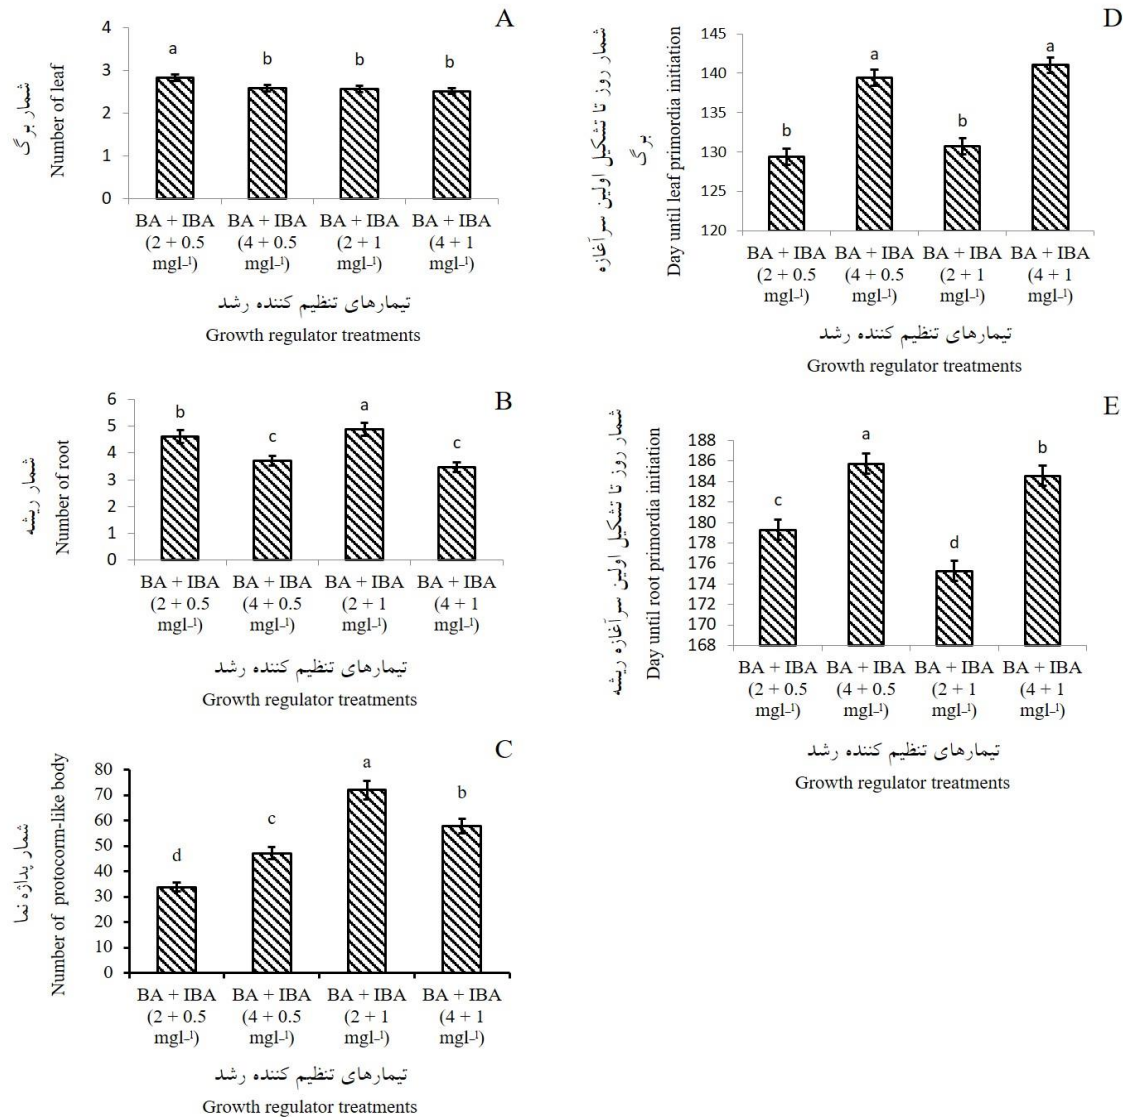 A
شمار برگ
Number of leaf
4
3
2
1
0
a
b
b
b
BA + IBA
(2 + 0.5
mgl⁻¹)
BA + IBA
(4 + 0.5
mgl⁻¹)
BA + IBA
(2 + 1
mgl⁻¹)
BA + IBA
(4 + 1
mgl⁻¹)
تیمارهای تنظیم کننده رشد
Growth regulator treatments
B
شمار ریشه
Number of root
6
5
4
3
2
1
0
b
c
a
c
BA + IBA
(2 + 0.5
mgl⁻¹)
BA + IBA
(4 + 0.5
mgl⁻¹)
BA + IBA
(2 + 1
mgl⁻¹)
BA + IBA
(4 + 1
mgl⁻¹)
تیمارهای تنظیم کننده رشد
Growth regulator treatments
C
شمار پداژه نما
Number of protocorm-like body
80
70
60
50
40
30
20
10
0
d
c
a
b
BA + IBA
(2 + 0.5
mgl⁻¹)
BA + IBA
(4 + 0.5
mgl⁻¹)
BA + IBA
(2 + 1
mgl⁻¹)
BA + IBA
(4 + 1
mgl⁻¹)
تیمارهای تنظیم کننده رشد
Growth regulator treatments
D
شمار روز تا تشکیل اولین سرآغازه
برگ
Day until leaf primordia initiation
145
140
135
130
125
120
b
a
b
a
BA + IBA
(2 + 0.5
mgl⁻¹)
BA + IBA
(4 + 0.5
mgl⁻¹)
BA + IBA
(2 + 1
mgl⁻¹)
BA + IBA
(4 + 1
mgl⁻¹)
تیمارهای تنظیم کننده رشد
Growth regulator treatments
E
شمار روز تا تشکیل اولین سرآغازه ریشه
Day until root primordia initiation
188
186
184
182
180
178
176
174
172
170
168
c
a
d
b
BA + IBA
(2 + 0.5
mgl⁻¹)
BA + IBA
(4 + 0.5
mgl⁻¹)
BA + IBA
(2 + 1
mgl⁻¹)
BA + IBA
(4 + 1
mgl⁻¹)
تیمارهای تنظیم کننده رشد
Growth regulator treatments